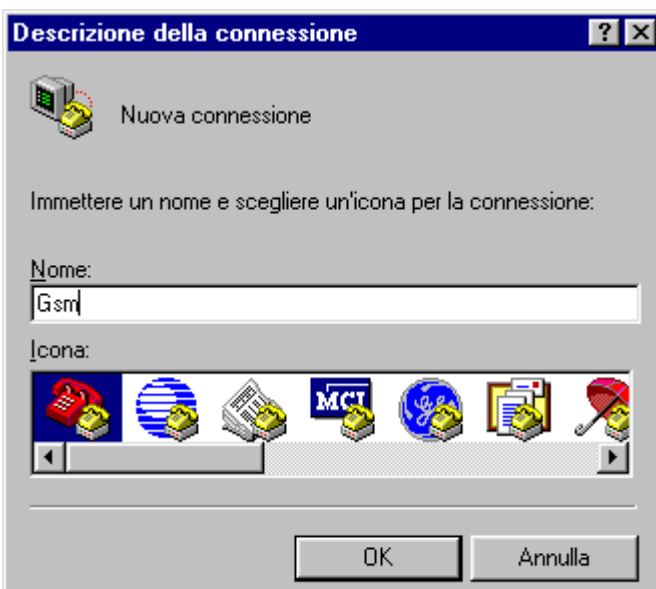 Descrizione della connessione
Nuova connessione
Immettere un nome e scegliere un'icona per la connessione:
Nome:
Gsm
Icona:
MCI
OK Annulla